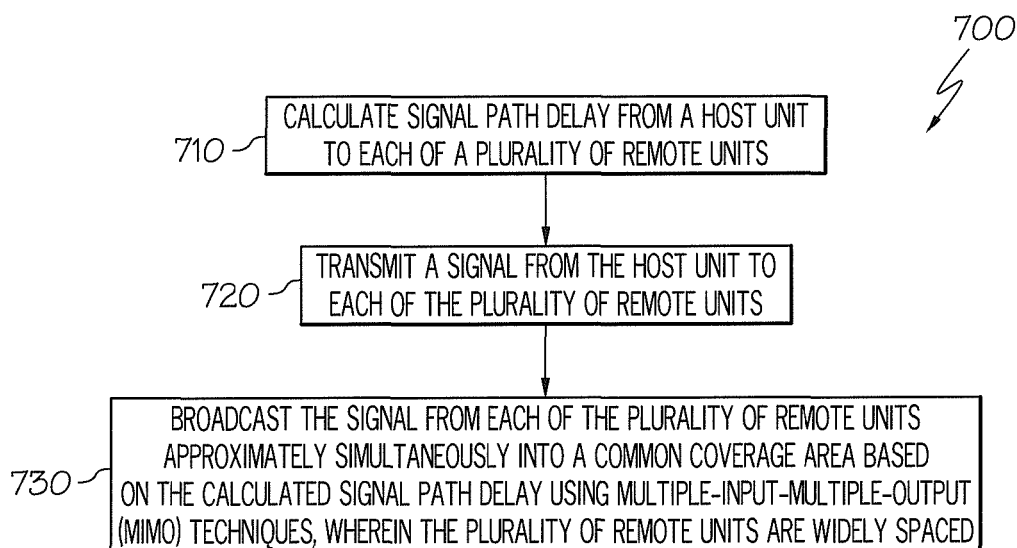 700
710
CALCULATE SIGNAL PATH DELAY FROM A HOST UNIT
TO EACH OF A PLURALITY OF REMOTE UNITS
720
TRANSMIT A SIGNAL FROM THE HOST UNIT TO
EACH OF THE PLURALITY OF REMOTE UNITS
730
BROADCAST THE SIGNAL FROM EACH OF THE PLURALITY OF REMOTE UNITS
APPROXIMATELY SIMULTANEOUSLY INTO A COMMON COVERAGE AREA BASED
ON THE CALCULATED SIGNAL PATH DELAY USING MULTIPLE-INPUT-MULTIPLE-OUTPUT
(MIMO) TECHNIQUES, WHEREIN THE PLURALITY OF REMOTE UNITS ARE WIDELY SPACED